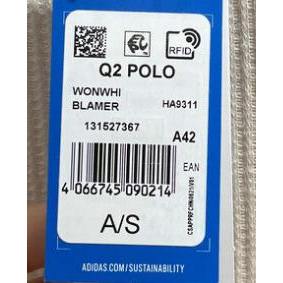 RFID
Q2 POLO
WONWHI
BLAMER HA9311
131527367 A42
EAN
4 066745 090214
A/S
ADIDAS.COM/SUSTAINABILITY